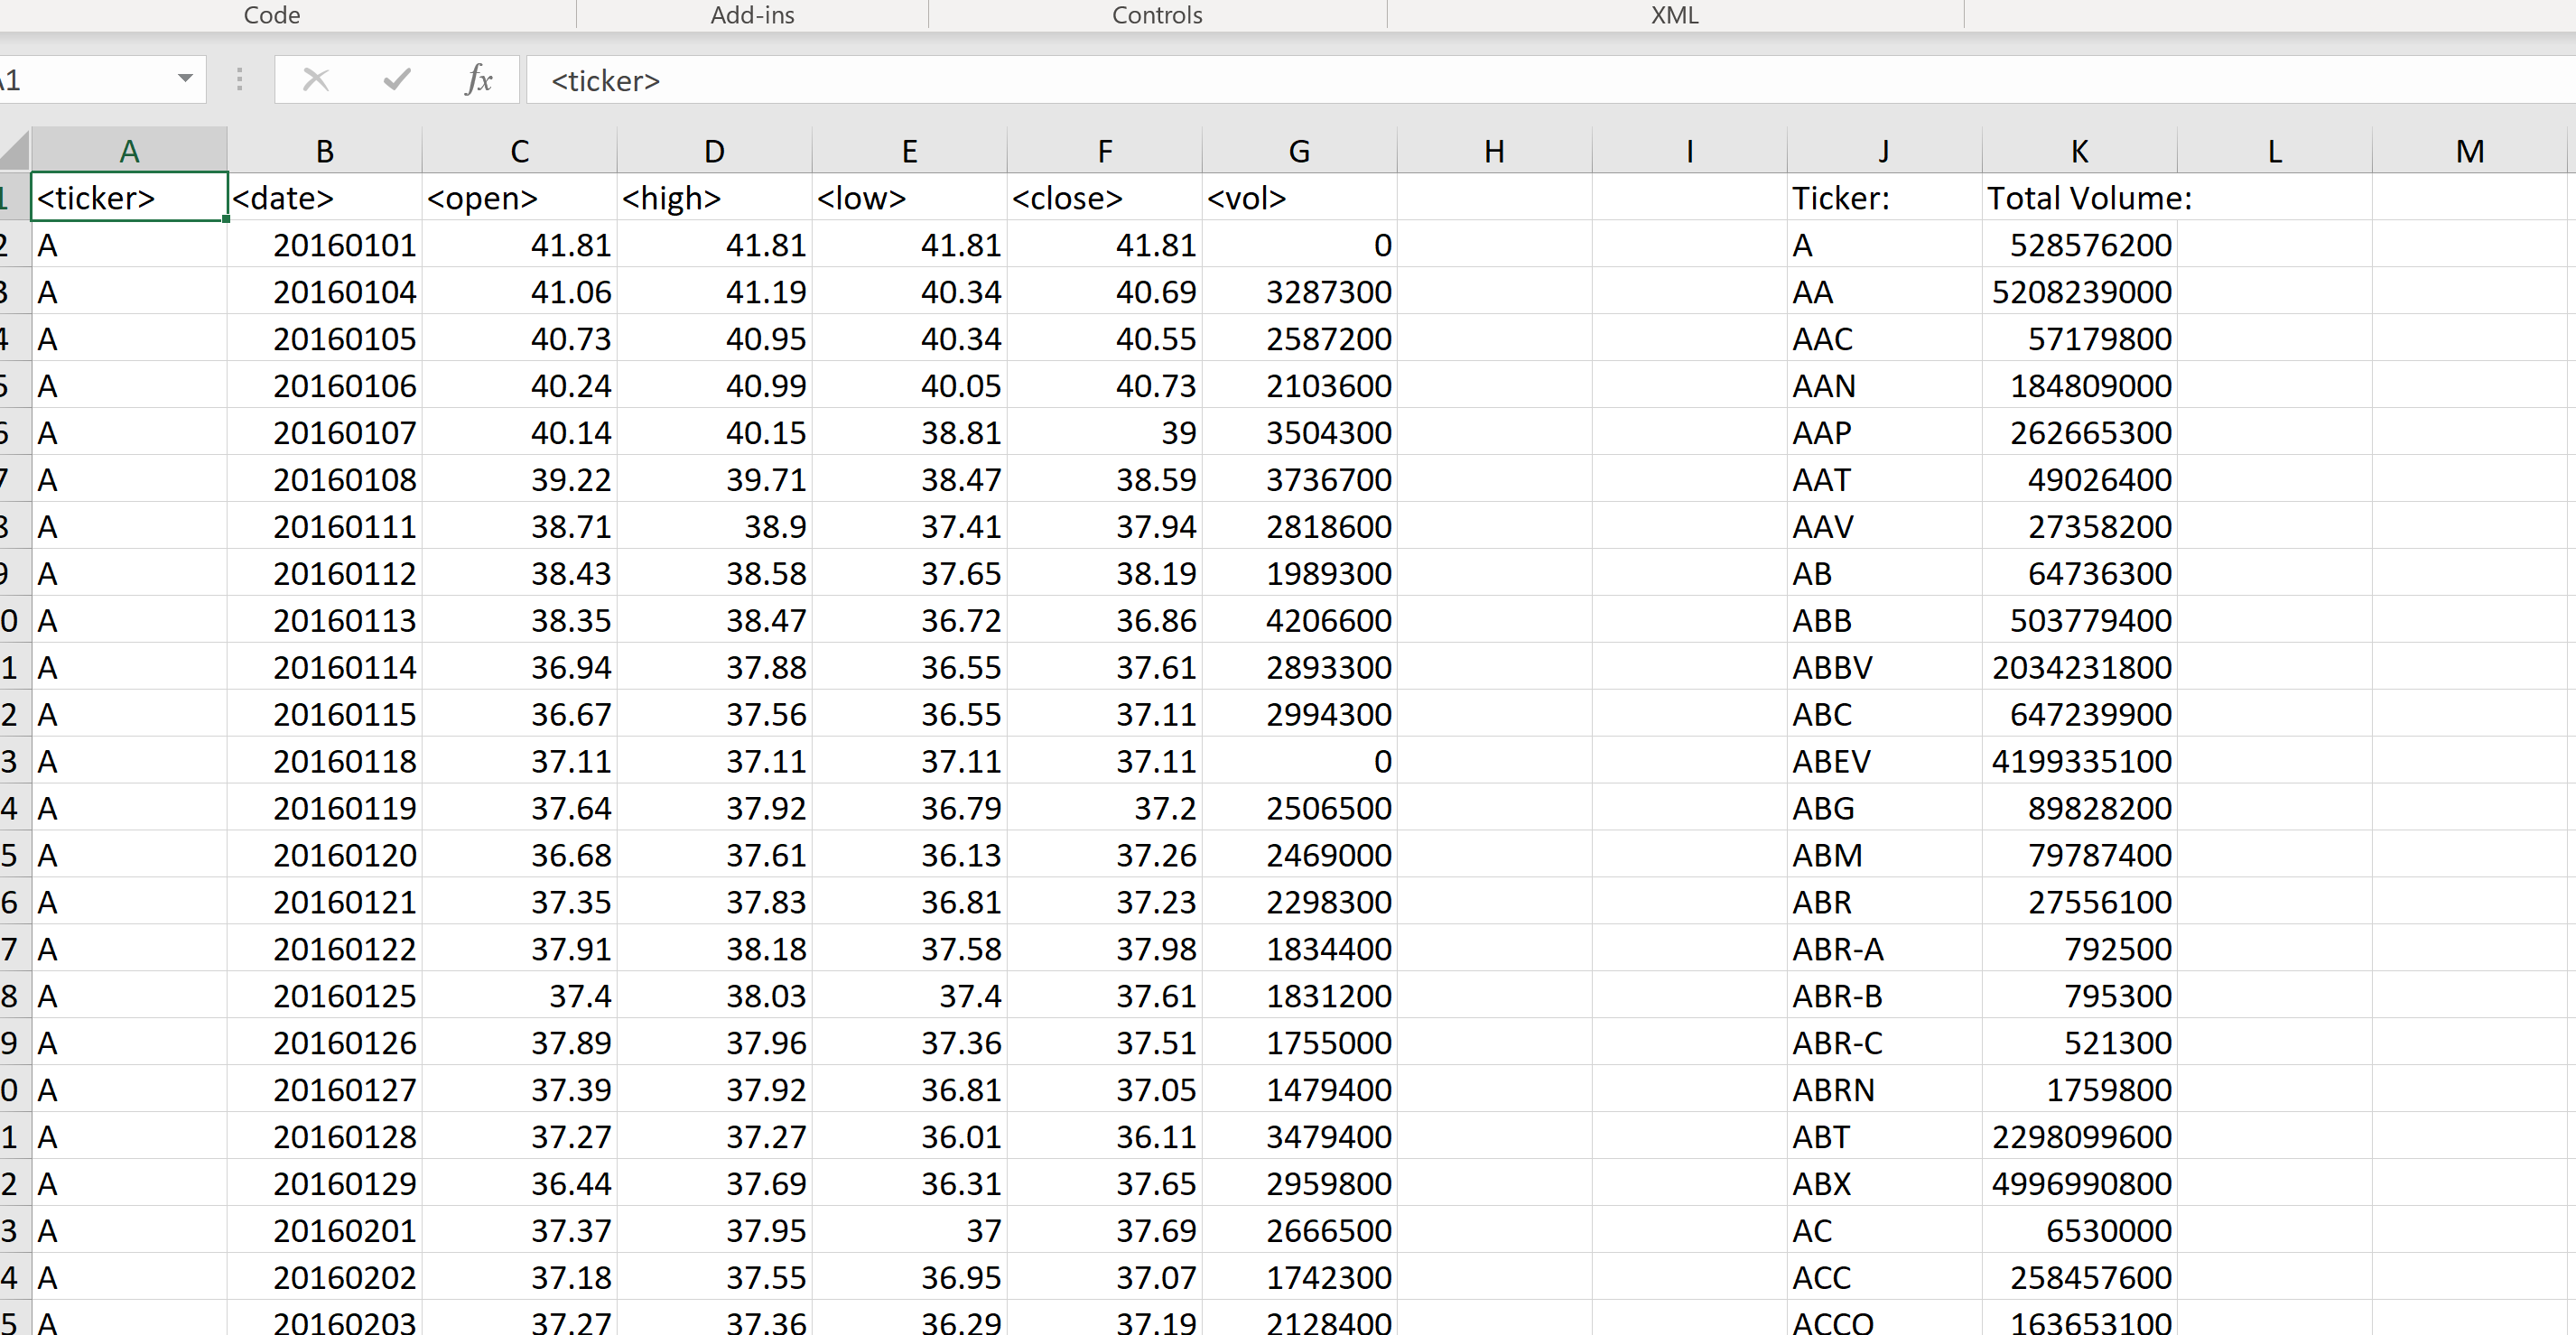 Code Add-ins Controls XML
A1 fx <ticker>
A B C D E F G H I J K L M
1 <ticker> <date> <open> <high> <low> <close> <vol> Ticker: Total Volume:
2 A 20160101 41.81 41.81 41.81 41.81 0 A 528576200
3 A 20160104 41.06 41.19 40.34 40.69 3287300 AA 5208239000
4 A 20160105 40.73 40.95 40.34 40.55 2587200 AAC 57179800
5 A 20160106 40.24 40.99 40.05 40.73 2103600 AAN 184809000
6 A 20160107 40.14 40.15 38.81 39 3504300 AAP 262665300
7 A 20160108 39.22 39.71 38.47 38.59 3736700 AAT 49026400
8 A 20160111 38.71 38.9 37.41 37.94 2818600 AAV 27358200
9 A 20160112 38.43 38.58 37.65 38.19 1989300 AB 64736300
0 A 20160113 38.35 38.47 36.72 36.86 4206600 ABB 503779400
1 A 20160114 36.94 37.88 36.55 37.61 2893300 ABBV 2034231800
2 A 20160115 36.67 37.56 36.55 37.11 2994300 ABC 647239900
3 A 20160118 37.11 37.11 37.11 37.11 0 ABEV 4199335100
4 A 20160119 37.64 37.92 36.79 37.2 2506500 ABG 89828200
5 A 20160120 36.68 37.61 36.13 37.26 2469000 ABM 79787400
6 A 20160121 37.35 37.83 36.81 37.23 2298300 ABR 27556100
7 A 20160122 37.91 38.18 37.58 37.98 1834400 ABR-A 792500
8 A 20160125 37.4 38.03 37.4 37.61 1831200 ABR-B 795300
9 A 20160126 37.89 37.96 37.36 37.51 1755000 ABR-C 521300
0 A 20160127 37.39 37.92 36.81 37.05 1479400 ABRN 1759800
1 A 20160128 37.27 37.27 36.01 36.11 3479400 ABT 2298099600
2 A 20160129 36.44 37.69 36.31 37.65 2959800 ABX 4996990800
3 A 20160201 37.37 37.95 37 37.69 2666500 AC 6530000
4 A 20160202 37.18 37.55 36.95 37.07 1742300 ACC 258457600
5 A 20160203 37.27 37.36 36.29 37.19 2128400 ACCO 163653100